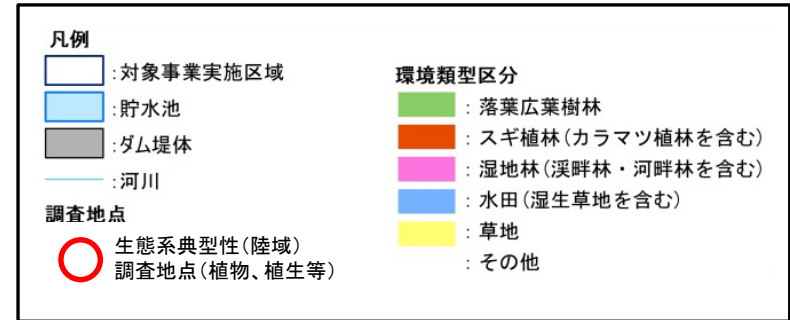 凡例
:対象事業実施区域
:貯水池
:ダム堤体
:河川
調査地点
生態系典型性(陸域)
調査地点(植物、植生等)
環境類型区分
:落葉広葉樹林
:スギ植林(カラマツ植林を含む)
:湿地林(渓畔林・河畔林を含む)
:水田(湿生草地を含む)
:草地
:その他